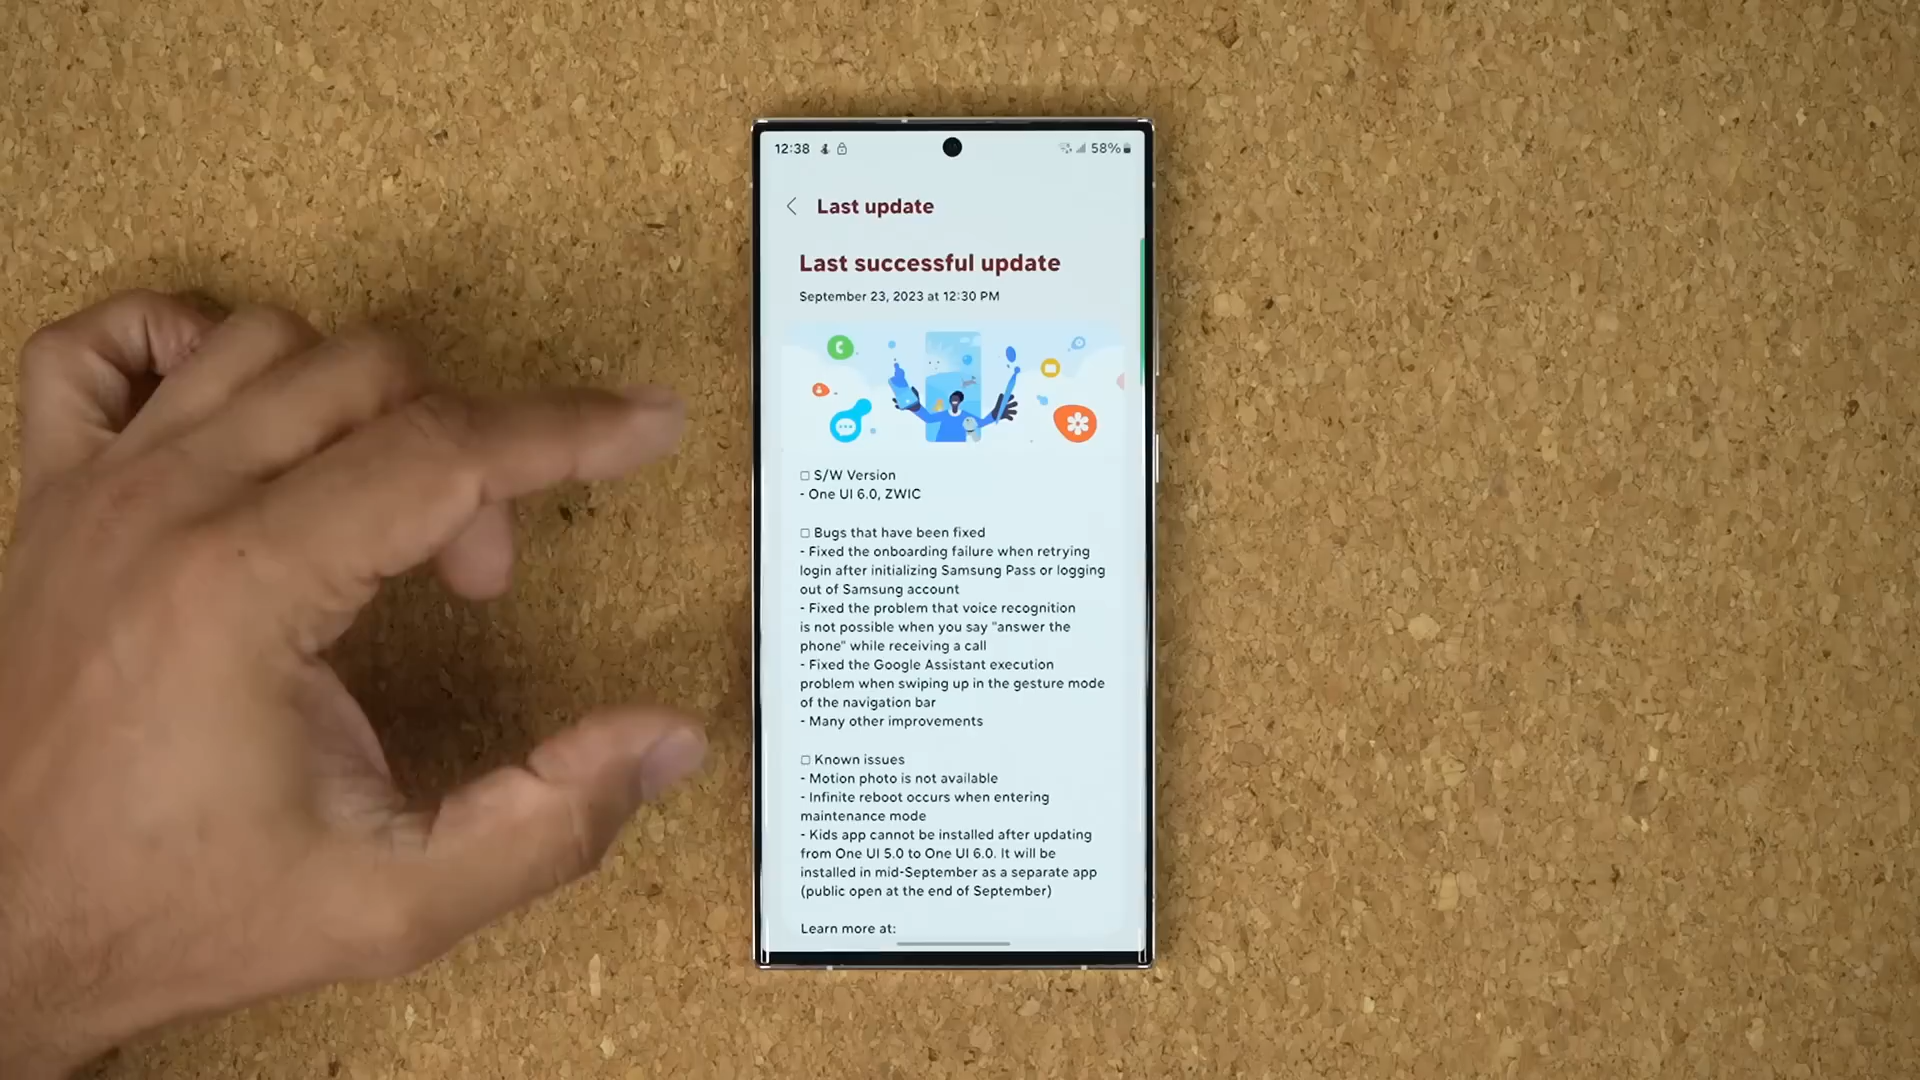 12:38
58%
Last update
Last successful update
September 23, 2023 at 12:30 PM
□ S/W Version
- One UI 6.0, ZWIC
□ Bugs that have been fixed
- Fixed the onboarding failure when retrying
login after initializing Samsung Pass or logging
out of Samsung account
- Fixed the problem that voice recognition
is not possible when you say "answer the
phone" while receiving a call
- Fixed the Google Assistant execution
problem when swiping up in the gesture mode
of the navigation bar
- Many other improvements
□ Known issues
- Motion photo is not available
- Infinite reboot occurs when entering
maintenance mode
- Kids app cannot be installed after updating
from One UI 5.0 to One UI 6.0. It will be
installed in mid-September as a separate app
(public open at the end of September)
Learn more at: